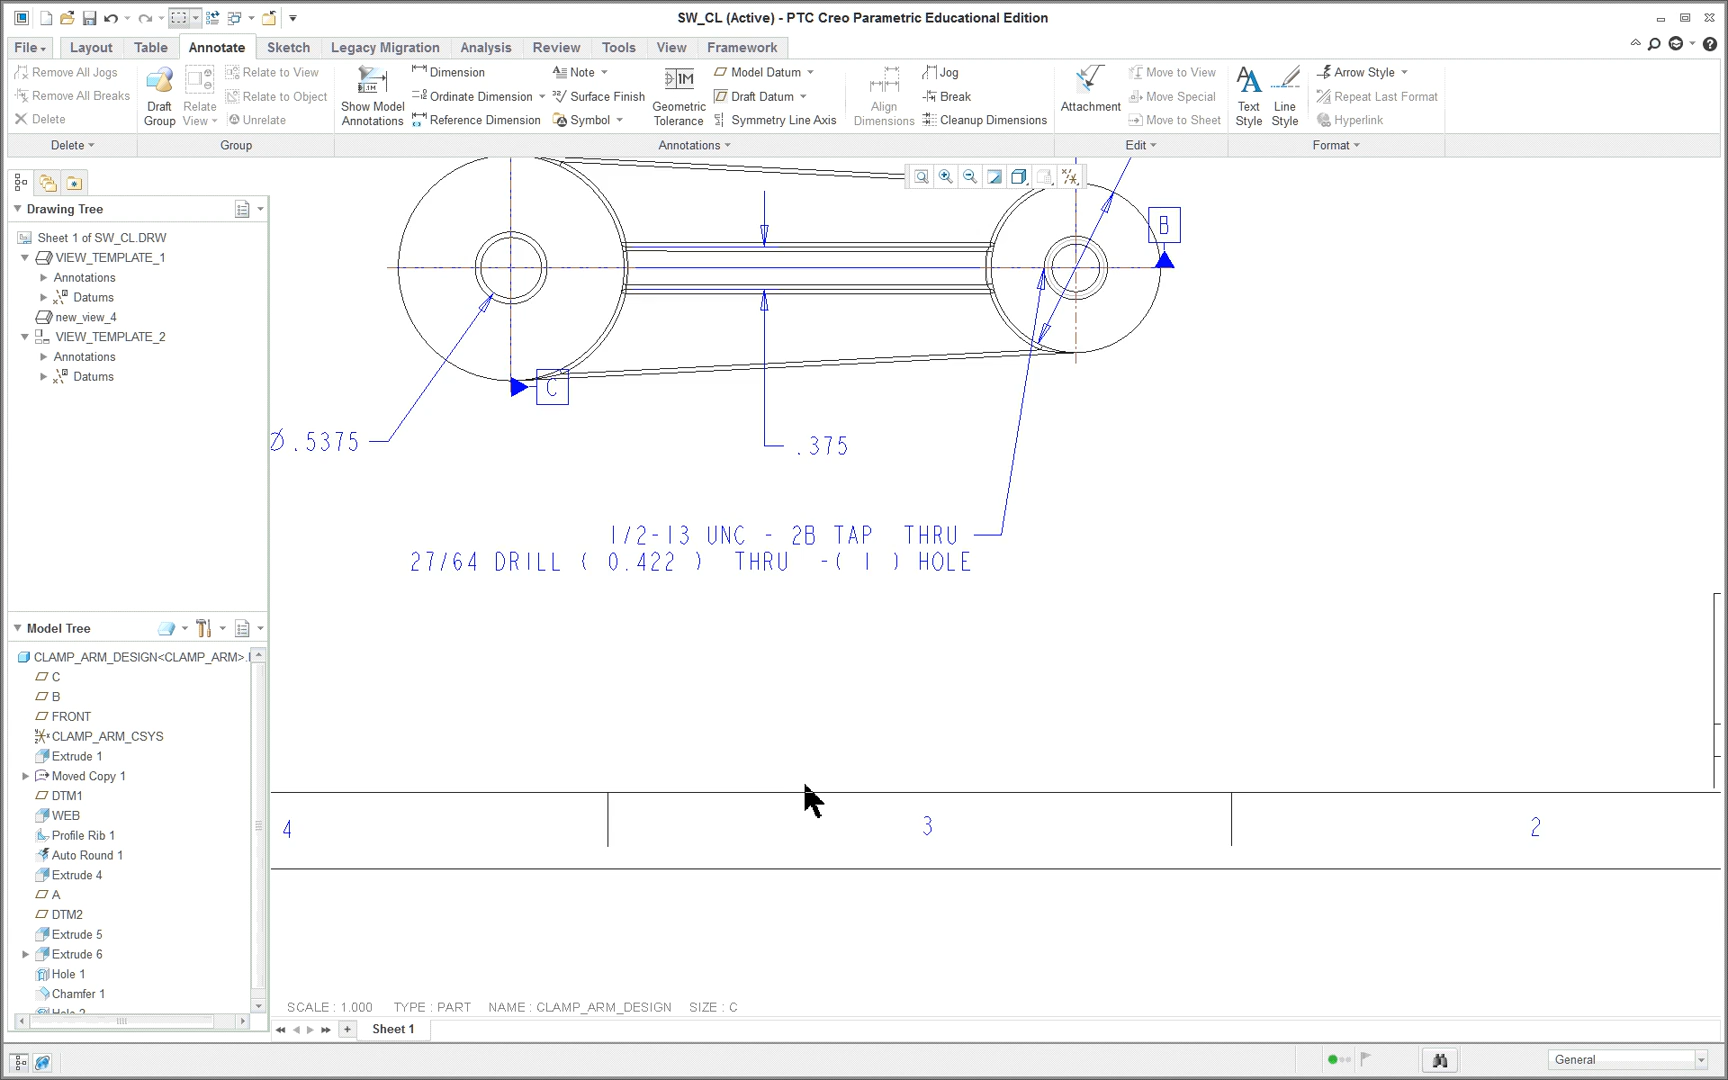 SW_CL (Active) - PTC Creo Parametric Educational Edition
File
Layout
Table
Annotate
Sketch
Legacy Migration
Analysis
Review
Tools
View
Framework
Remove All Jogs
Remove All Breaks
Delete
Draft Group
Relate View
Relate to View
Relate to Object
Unrelate
Show Model Annotations
Dimension
Ordinate Dimension
Reference Dimension
Note
Surface Finish
Symbol
Geometric Tolerance
Model Datum
Draft Datum
Symmetry Line Axis
Align Dimensions
Jog
Break
Cleanup Dimensions
Attachment
Move to View
Move Special
Move to Sheet
Text Style
Line Style
Arrow Style
Repeat Last Format
Hyperlink
Delete
Group
Annotations
Edit
Format
Drawing Tree
Sheet 1 of SW_CL.DRW
VIEW_TEMPLATE_1
Annotations
Datums
new_view_4
VIEW_TEMPLATE_2
Annotations
Datums
Model Tree
CLAMP_ARM_DESIGN<CLAMP_ARM>.
C
B
FRONT
CLAMP_ARM_CSYS
Extrude 1
Moved Copy 1
DTM1
WEB
Profile Rib 1
Auto Round 1
Extrude 4
A
DTM2
Extrude 5
Extrude 6
Hole 1
Chamfer 1
B
C
Ø.5375
.375
1/2-13 UNC - 2B TAP THRU
27/64 DRILL ( 0.422 ) THRU -( 1 ) HOLE
4
3
2
SCALE : 1.000 TYPE : PART NAME : CLAMP_ARM_DESIGN SIZE : C
Sheet 1
General